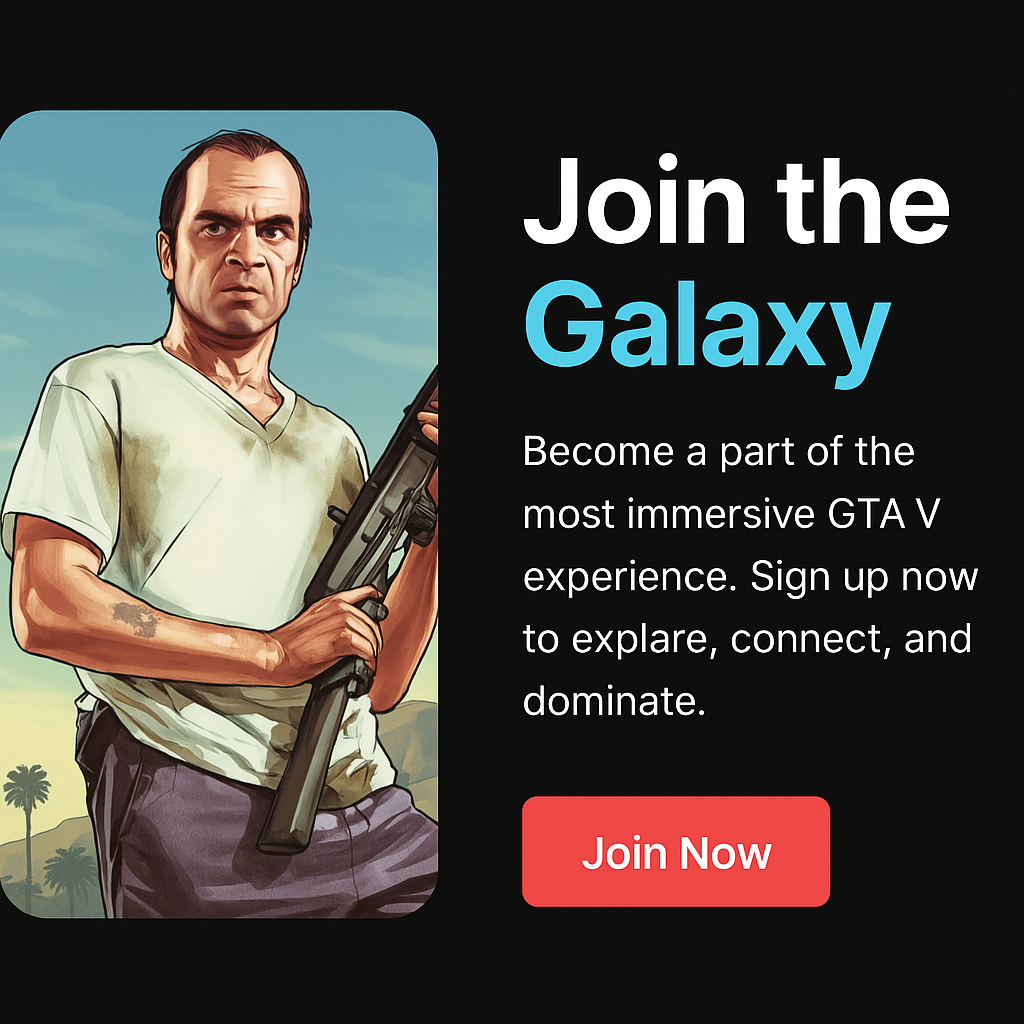 Join the
Galaxy
Become a part of the
most immersive GTA V
experience. Sign up now
to explare, connect, and
dominate.
Join Now